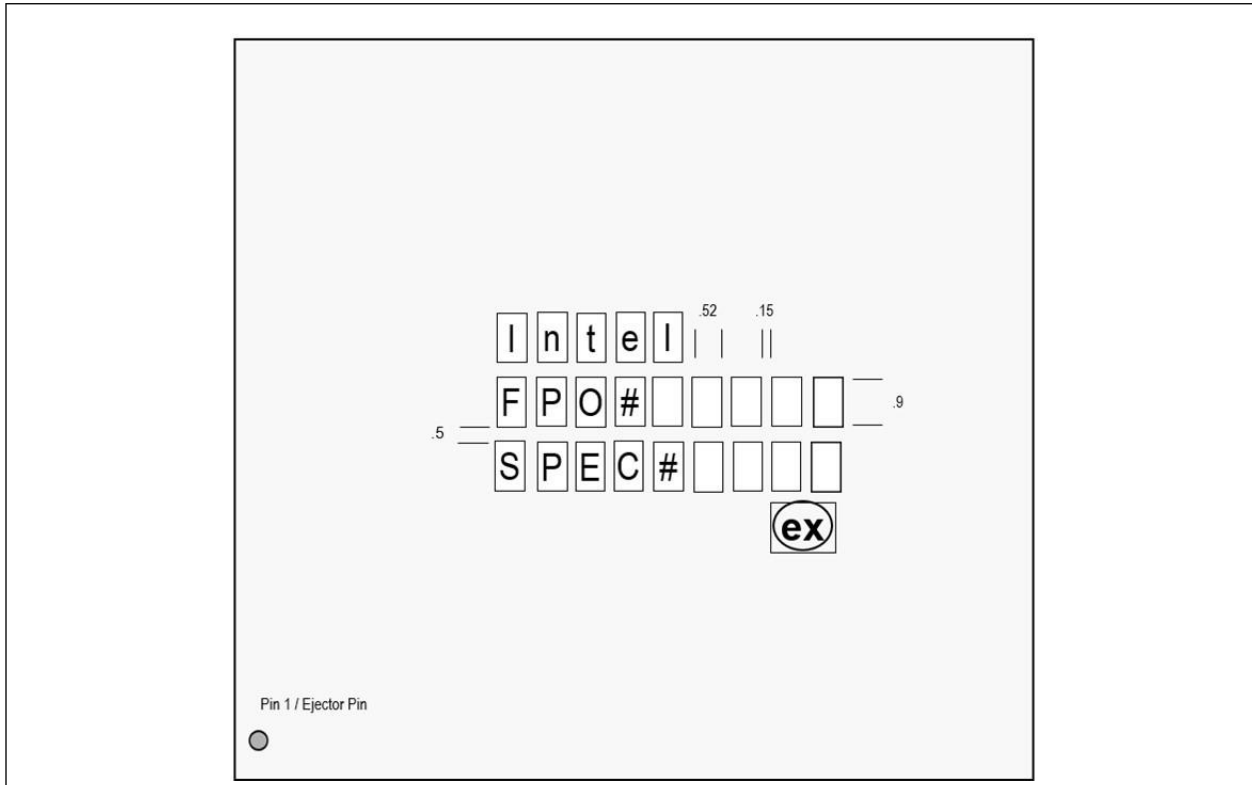 .52 .15
Intel
FPO#
.9
.5
SPEC#
ex
Pin 1 / Ejector Pin